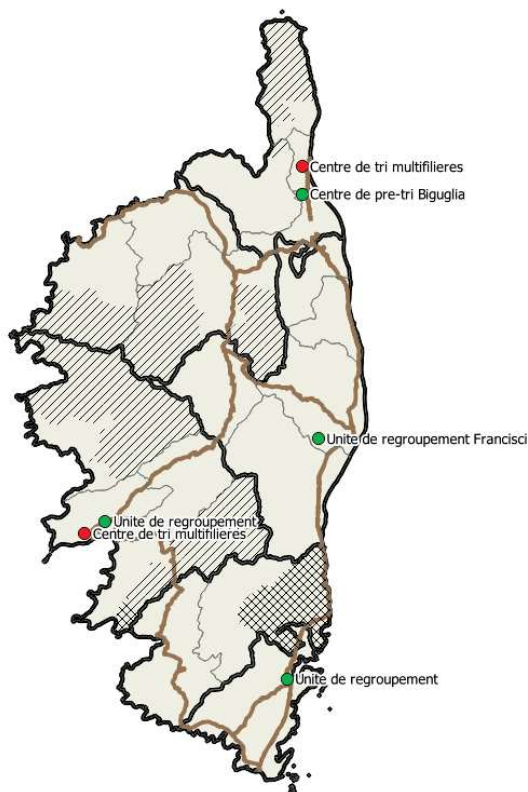 Centre de tri multifilieres
Centre de pre-tri Biguglia
Unite de regroupement Francisci
Unite de regroupement
Centre de tri multifilieres
Unite de regroupement